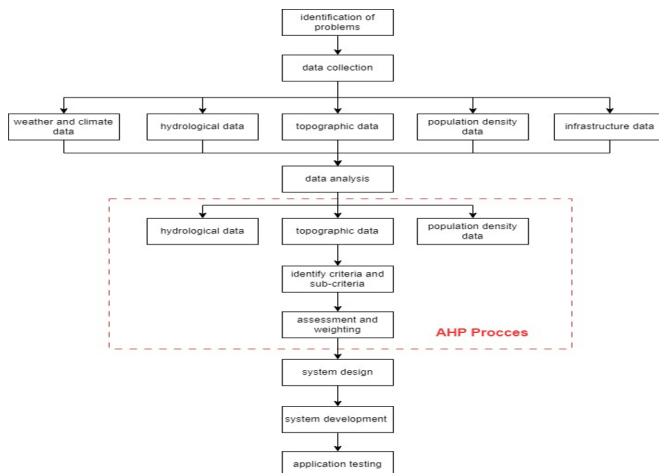 identification of
problems
data collection
weather and climate
data
hydrological data
topographic data
population density
data
infrastructure data
data analysis
hydrological data
topographic data
population density
data
identify criteria and
sub-criteria
assessment and
weighting
AHP Procces
system design
system development
application testing